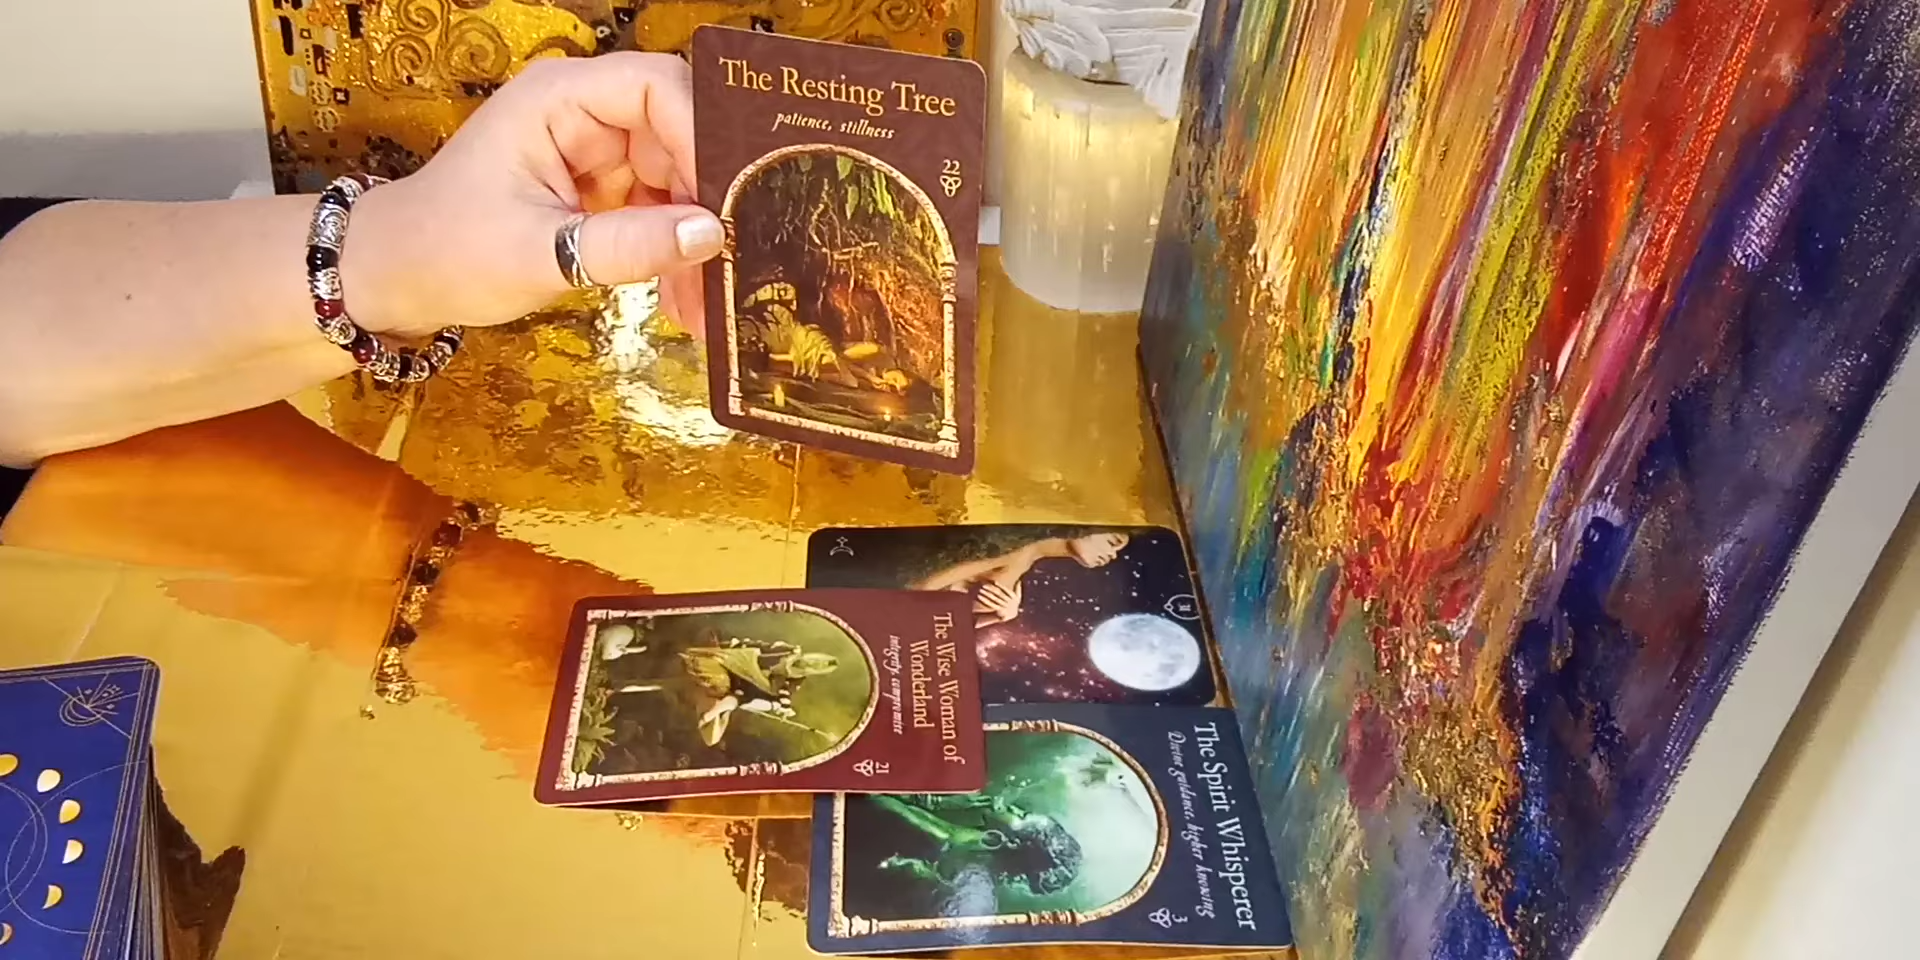 The Resting Tree
patience, stillness
22
The Wise Woman of
Wonderland
integrity, compromise
21
The Spirit Whisperer
Divine guidance, higher knowing
3